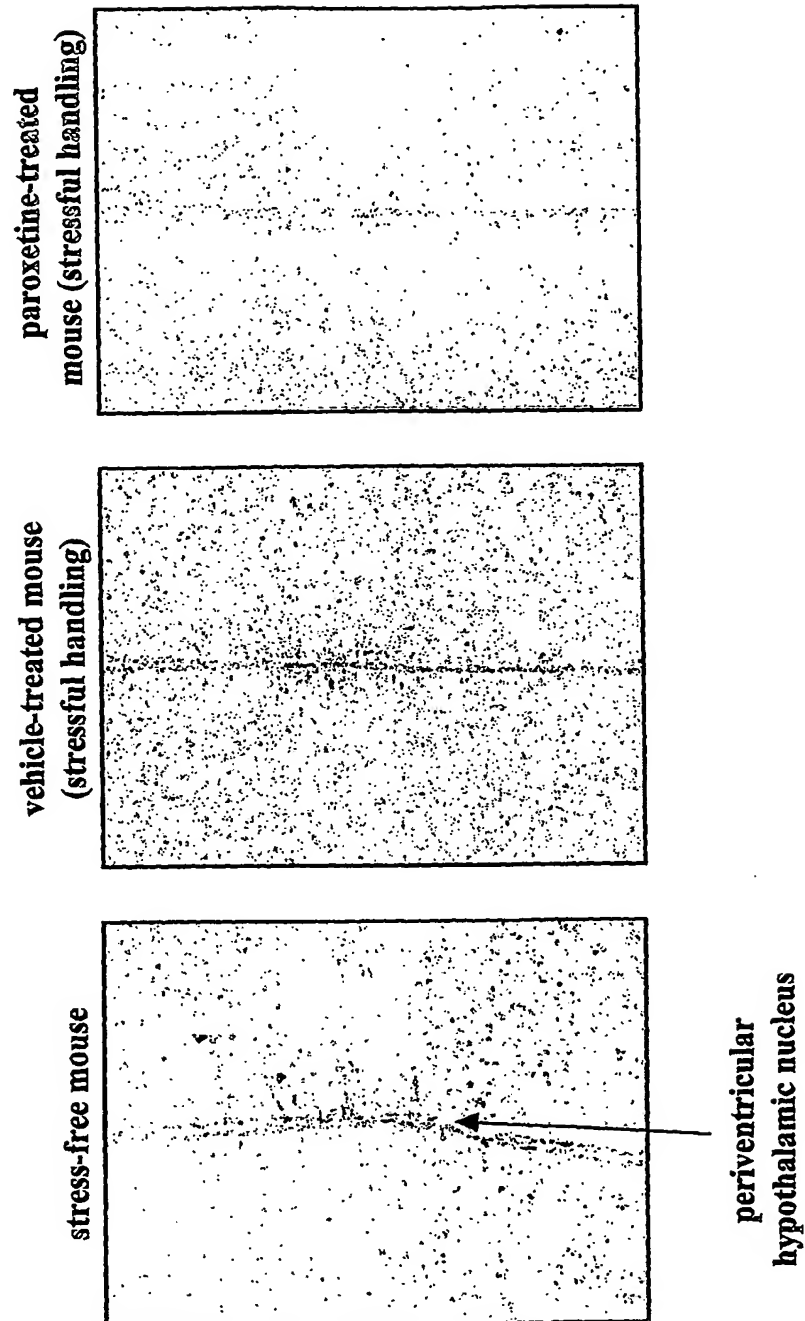 stress-free mouse
vehicle-treated mouse
(stressful handling)
paroxetine-treated
mouse (stressful handling)
periventricular
hypothalamic nucleus